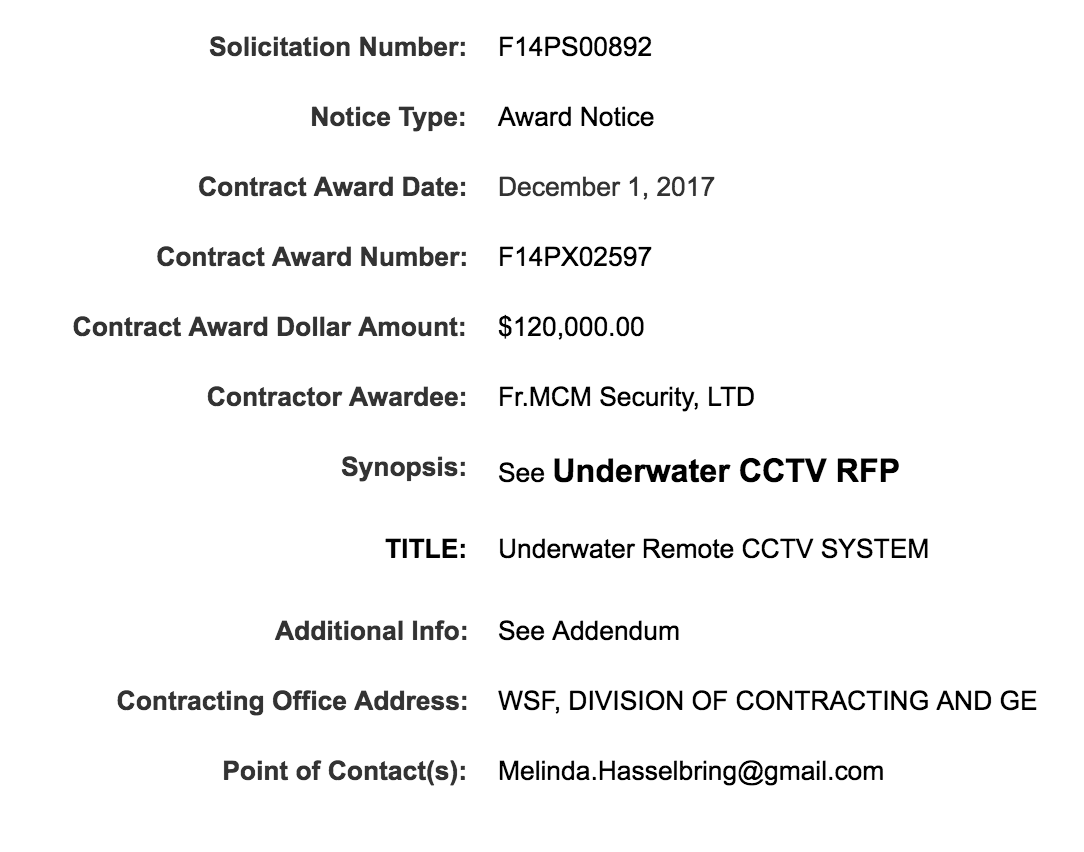 Solicitation Number: F14PS00892
Notice Type: Award Notice
Contract Award Date: December 1, 2017
Contract Award Number: F14PX02597
Contract Award Dollar Amount: $120,000.00
Contractor Awardee: Fr.MCM Security, LTD
Synopsis: See Underwater CCTV RFP
TITLE: Underwater Remote CCTV SYSTEM
Additional Info: See Addendum
Contracting Office Address: WSF, DIVISION OF CONTRACTING AND GE
Point of Contact(s): Melinda.Hasselbring@gmail.com